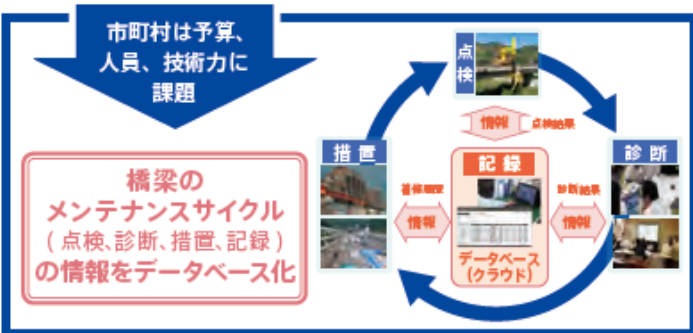 市町村は予算、
人員、技術力に
課題
橋梁の
メンテナンスサイクル
(点検、診断、措置、記録)
の情報をデータベース化
点検
情報
点検結果
措置
記録
診断
補修履歴
情報
診断結果
情報
データベース
(クラウド)